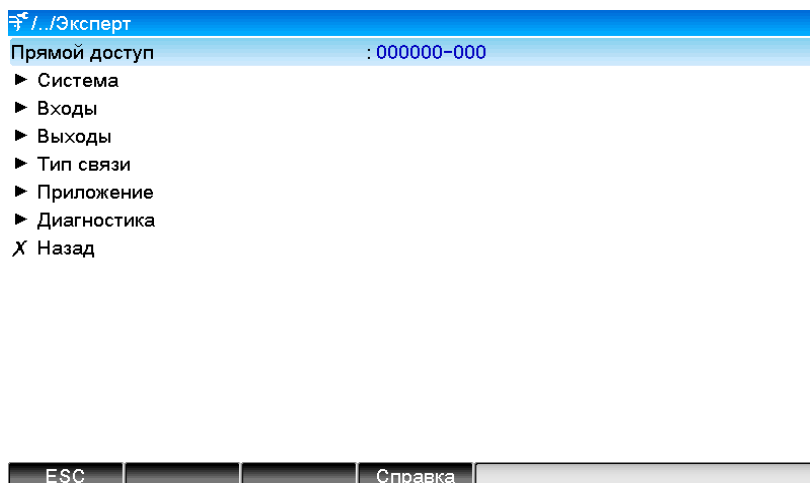 /../Эксперт
Прямой доступ : 000000-000
► Система
► Входы
► Выходы
► Тип связи
► Приложение
► Диагностика
X Назад
ESC Справка